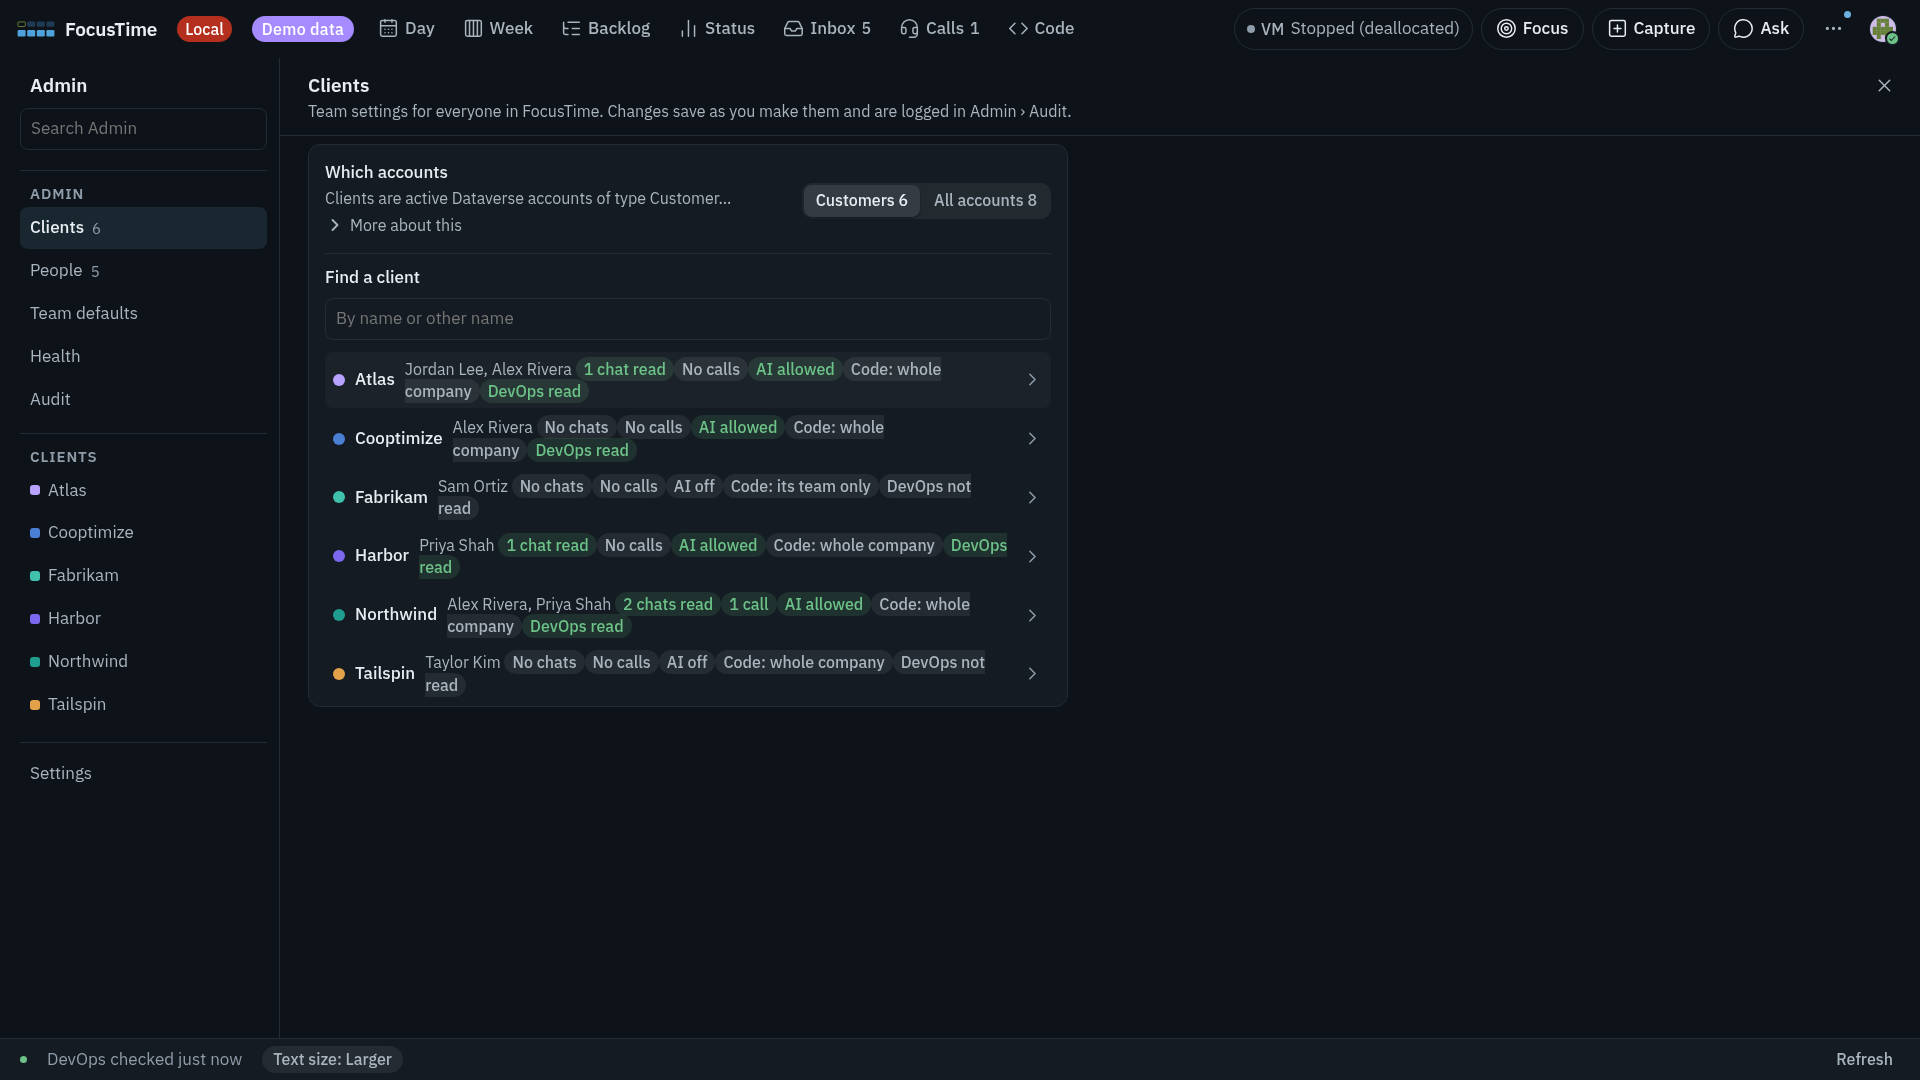 FocusTime Local Demo data Day Week Backlog Status Inbox 5 Calls 1 Code VM Stopped (deallocated) Focus Capture Ask
Admin
Search Admin
ADMIN
Clients 6
People 5
Team defaults
Health
Audit
CLIENTS
Atlas
Cooptimize
Fabrikam
Harbor
Northwind
Tailspin
Settings
Clients
Team settings for everyone in FocusTime. Changes save as you make them and are logged in Admin › Audit.
Which accounts
Clients are active Dataverse accounts of type Customer...
More about this
Customers 6 All accounts 8
Find a client
By name or other name
Atlas Jordan Lee, Alex Rivera 1 chat read No calls AI allowed Code: whole
company DevOps read
Cooptimize Alex Rivera No chats No calls AI allowed Code: whole
company DevOps read
Fabrikam Sam Ortiz No chats No calls AI off Code: its team only DevOps not
read
Harbor Priya Shah 1 chat read No calls AI allowed Code: whole company DevOps
read
Northwind Alex Rivera, Priya Shah 2 chats read 1 call AI allowed Code: whole
company DevOps read
Tailspin Taylor Kim No chats No calls AI off Code: whole company DevOps not
read
DevOps checked just now Text size: Larger Refresh